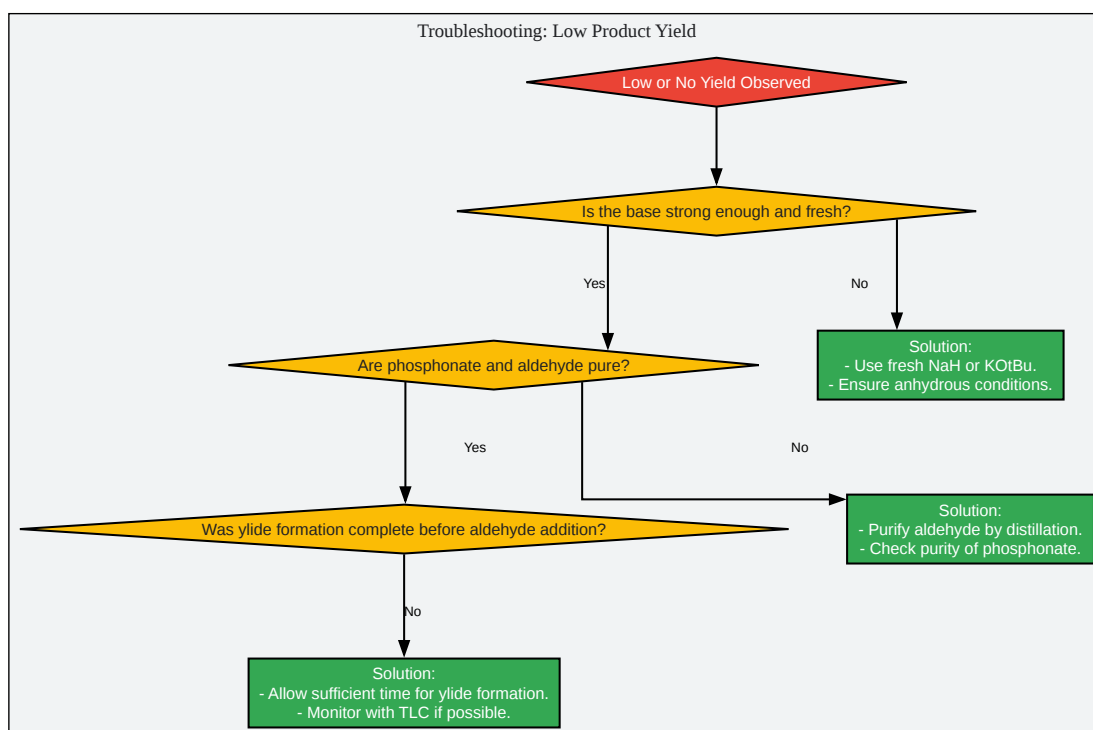 Troubleshooting: Low Product Yield
Low or No Yield Observed
Is the base strong enough and fresh?
Yes
No
Solution:
- Use fresh NaH or KOtBu.
- Ensure anhydrous conditions.
Are phosphonate and aldehyde pure?
Yes
No
Solution:
- Purify aldehyde by distillation.
- Check purity of phosphonate.
Was ylide formation complete before aldehyde addition?
No
Solution:
- Allow sufficient time for ylide formation.
- Monitor with TLC if possible.